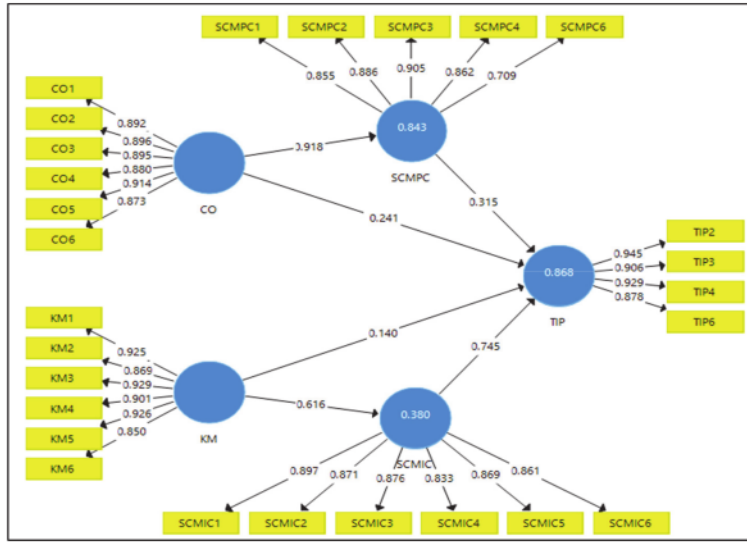 SCMPC1 SCMPC2 SCMPC3 SCMPC4 SCMPC6
0.855 0.886 0.905 0.862 0.709
CO1
CO2
CO3
CO4
CO5
CO6
0.892
0.896
0.895
0.880
0.914
0.873
CO
0.918
0.843
SCMPC
0.315
0.241
0.868
TIP
0.945
0.906
0.929
0.878
TIP2
TIP3
TIP4
TIP6
KM1
KM2
KM3
KM4
KM5
KM6
0.925
0.869
0.929
0.901
0.926
0.850
KM
0.140
0.616
0.745
0.380
SCMIC
0.897 0.871 0.876 0.833 0.869 0.861
SCMIC1 SCMIC2 SCMIC3 SCMIC4 SCMIC5 SCMIC6